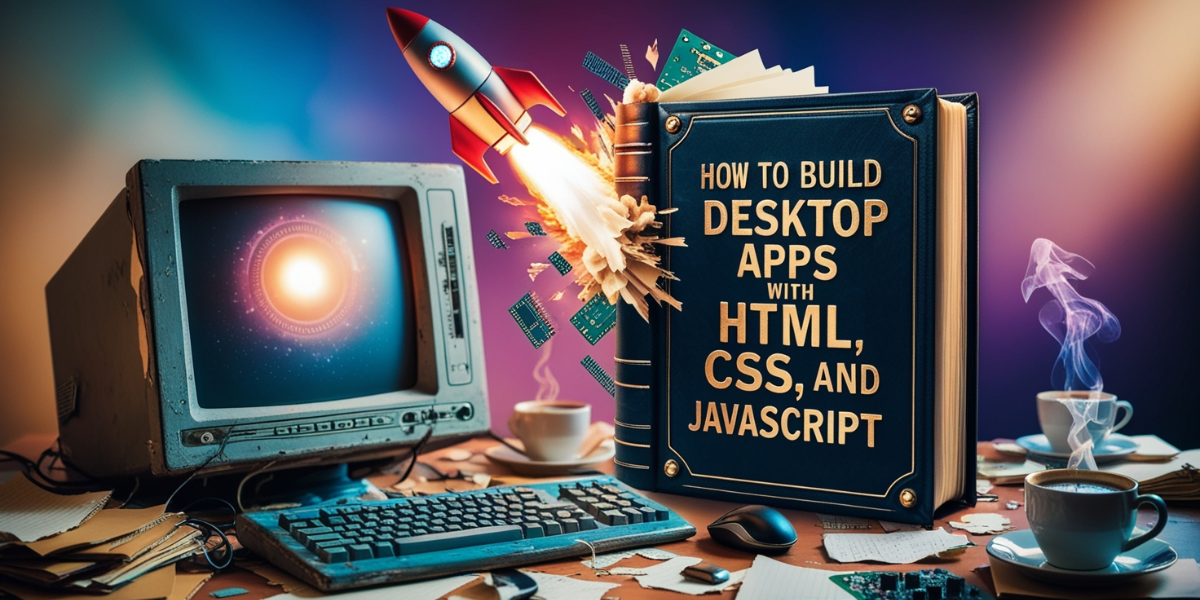 HOW TO BUILD
DESKTOP
APPS
WITH
HTML,
CSS, AND
JAVASCRIPT